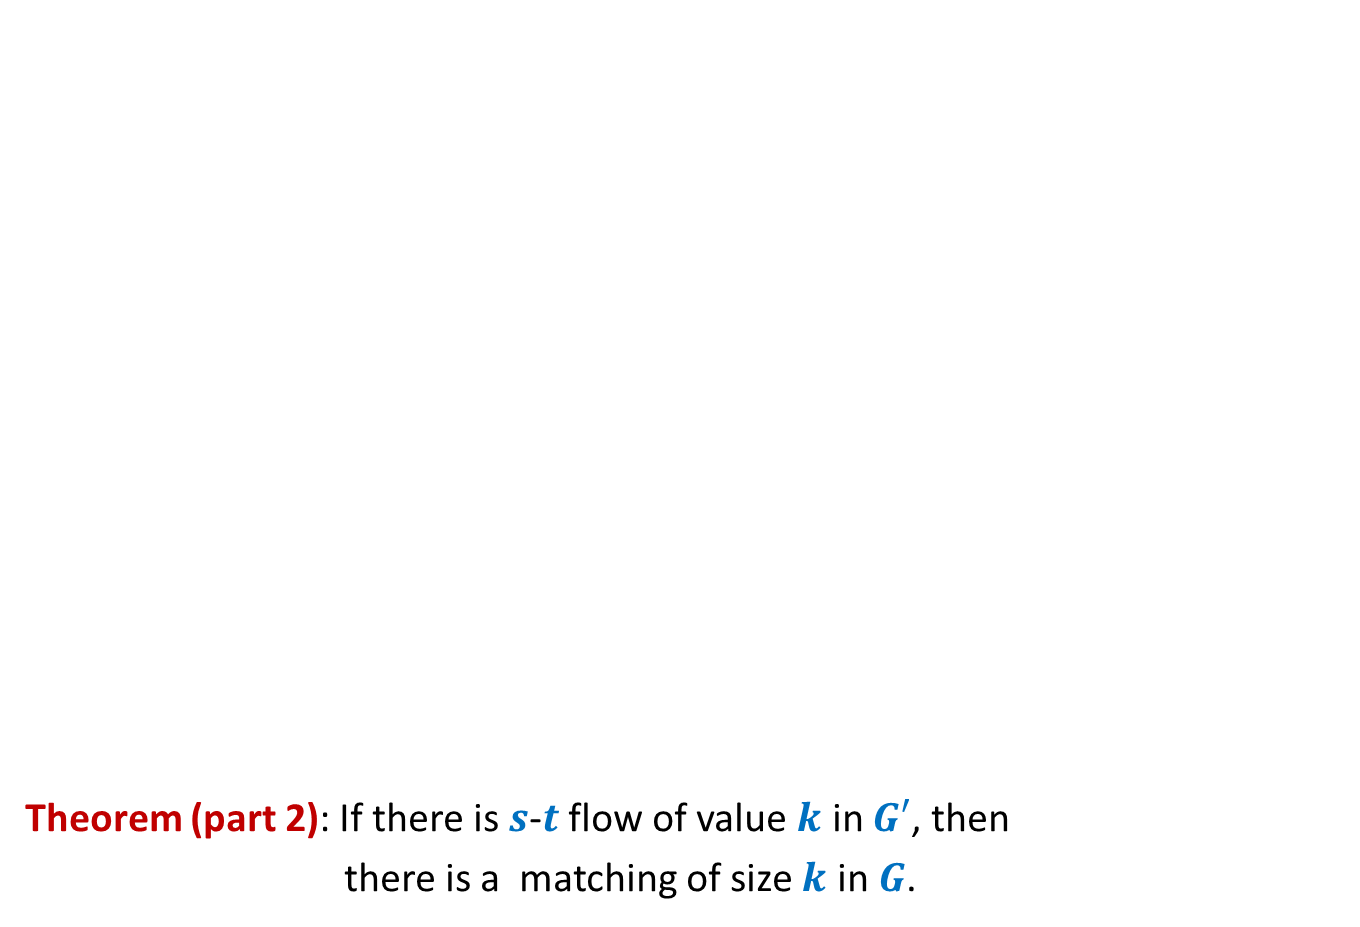 Theorem (part 2): If there is s-t flow of value k in G′, then
there is a matching of size k in G.